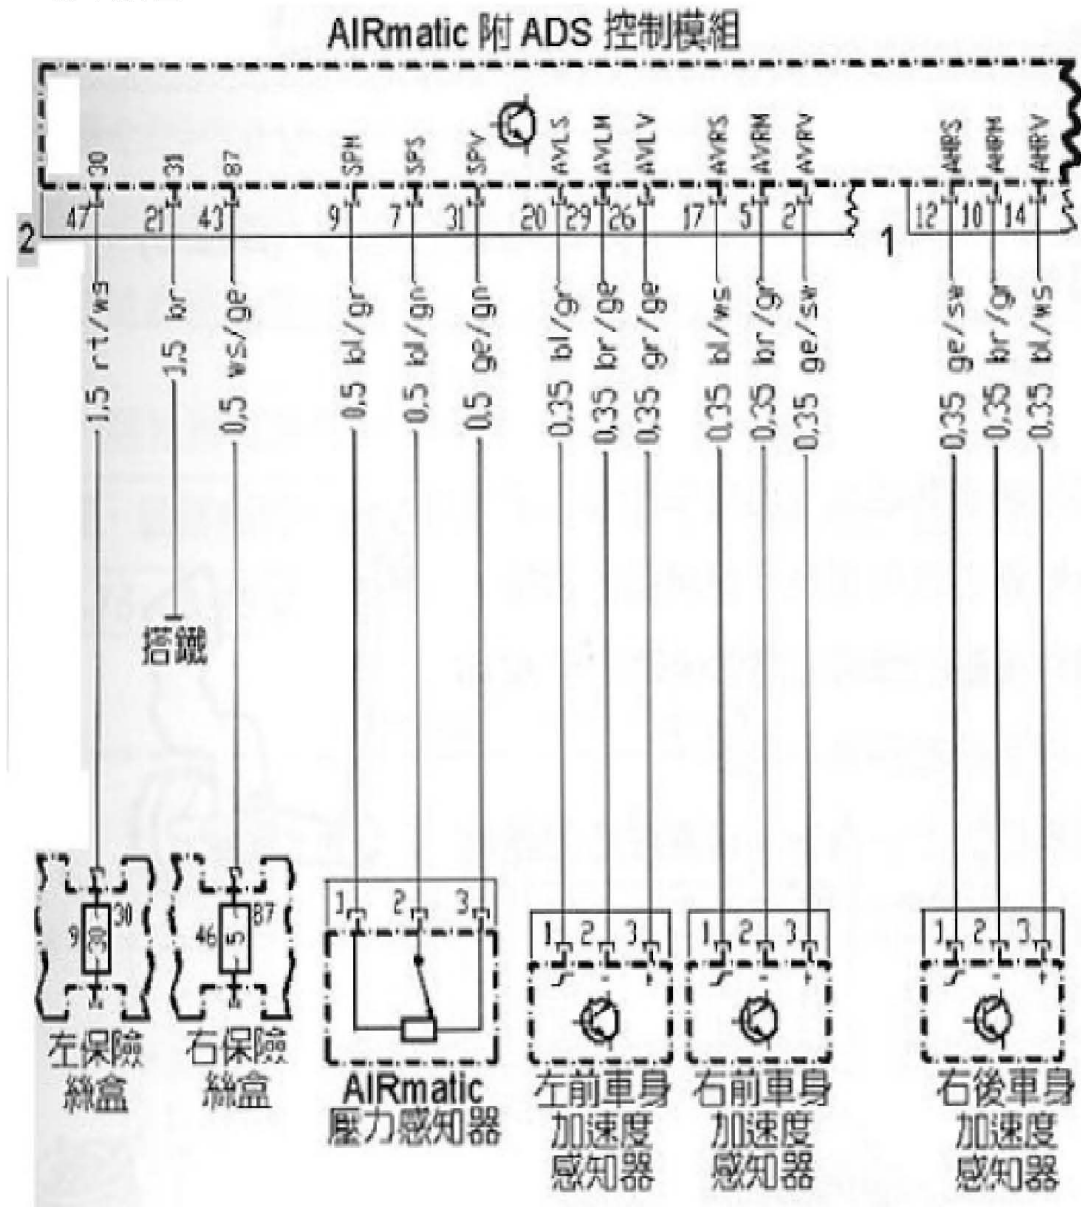 AIRmatic 附 ADS 控制模組
30 31 87 SPM SPS SPV AVLS AVLM AVLV AVRS AVRM AVRV AHRS AHRM AHRV
47 21 43 9 7 31 20 29 26 17 5 2 12 10 14
2 1
1,5 rt/ws 1,5 br 0,5 ws/ge 0,5 bl/gr 0,5 bl/gn 0,5 ge/gn 0,35 bl/gr 0,35 br/ge 0,35 gr/ge 0,35 bl/ws 0,35 br/gr 0,35 ge/sw 0,35 ge/sw 0,35 br/gr 0,35 bl/ws
搭鐵
9 30 30
46 5 87
1 2 3
1 2 3
1 2 3
1 2 3
- +
- +
- +
左保險
絲盒
右保險
絲盒
AIRmatic
壓力感知器
左前車身
加速度
感知器
右前車身
加速度
感知器
右後車身
加速度
感知器